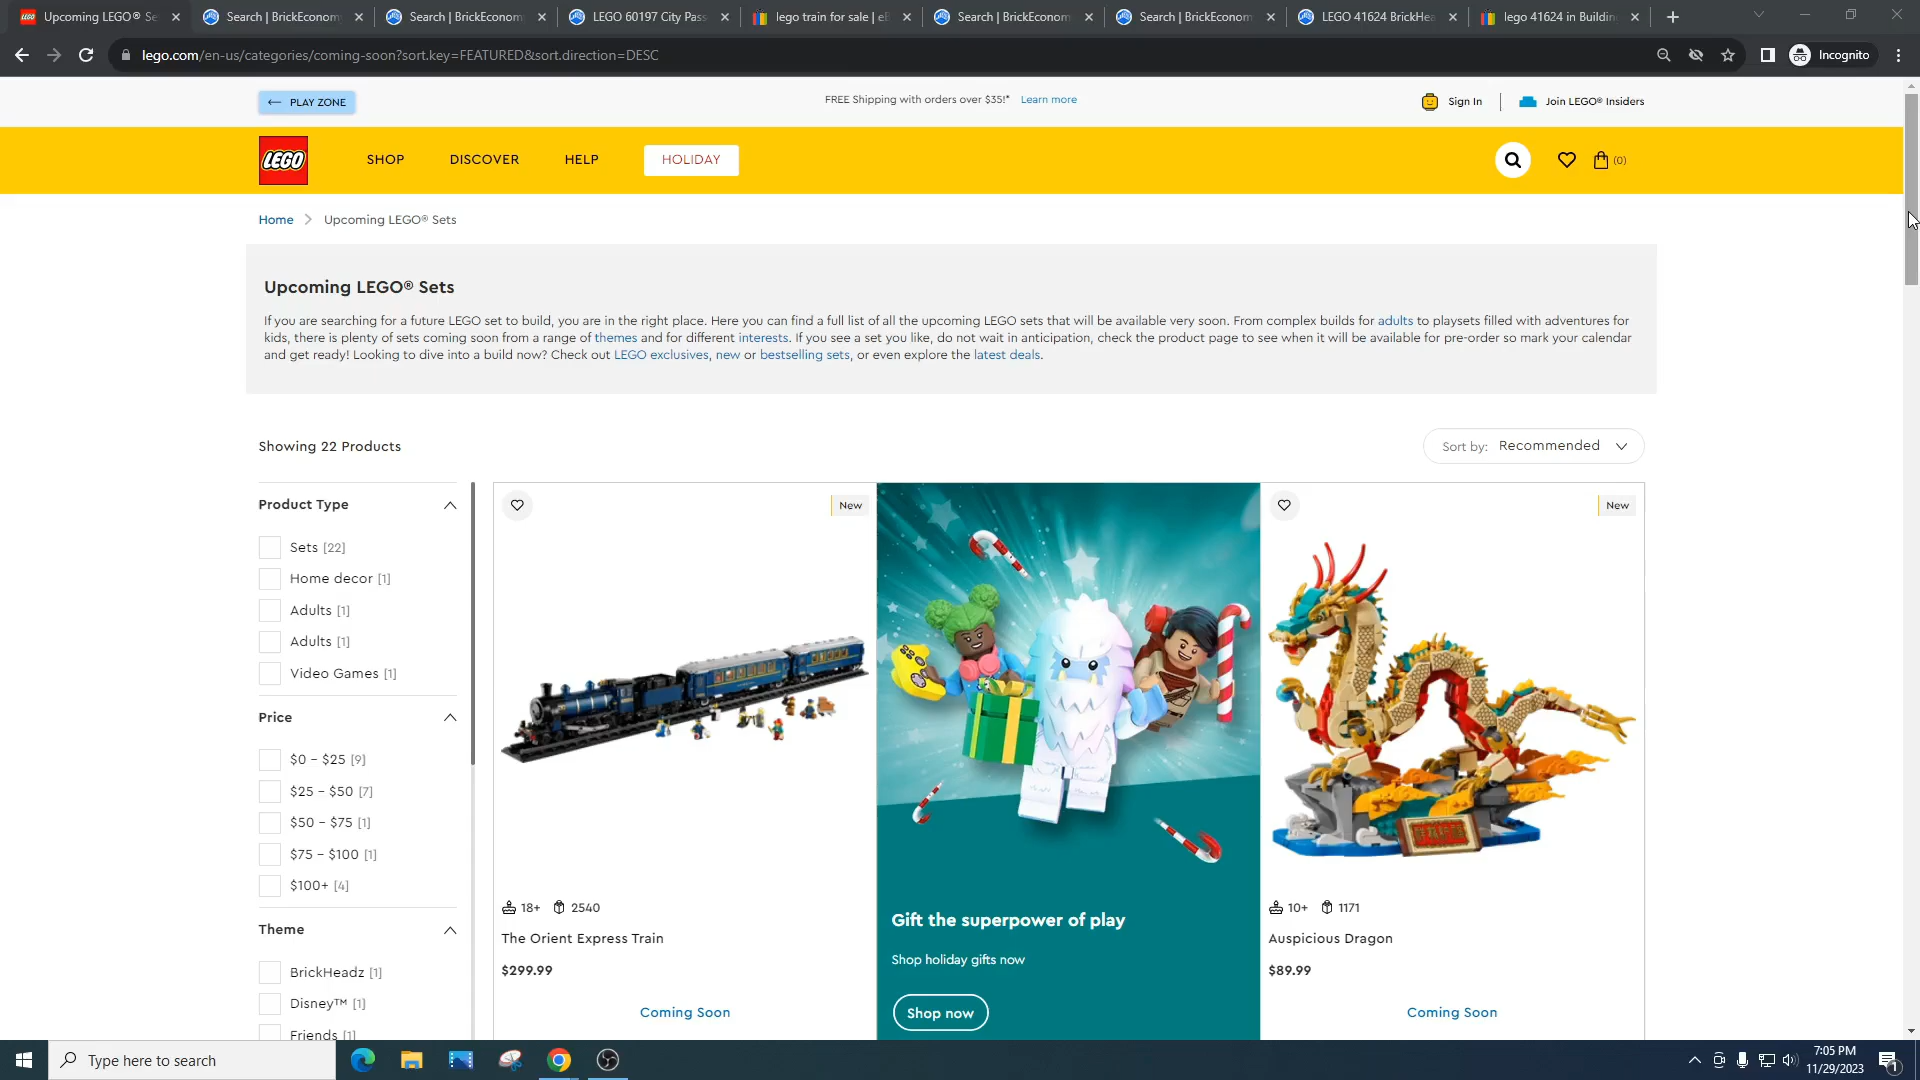 Upcoming LEGO® Se
Search | BrickEconomy
Search | BrickEconom
LEGO 60197 City Pass
lego train for sale | eB
Search | BrickEconom
Search | BrickEconom
LEGO 41624 BrickHea
lego 41624 in Building
lego.com/en-us/categories/coming-soon?sort.key=FEATURED&sort.direction=DESC
Incognito
PLAY ZONE
FREE Shipping with orders over $35!* Learn more
Sign In
Join LEGO® Insiders
LEGO
SHOP
DISCOVER
HELP
HOLIDAY
(0)
Home
Upcoming LEGO® Sets
Upcoming LEGO® Sets
If you are searching for a future LEGO set to build, you are in the right place. Here you can find a full list of all the upcoming LEGO sets that will be available very soon. From complex builds for adults to playsets filled with adventures for
kids, there is plenty of sets coming soon from a range of themes and for different interests. If you see a set you like, do not wait in anticipation, check the product page to see when it will be available for pre-order so mark your calendar
and get ready! Looking to dive into a build now? Check out LEGO exclusives, new or bestselling sets, or even explore the latest deals.
Showing 22 Products
Sort by: Recommended
Product Type
Sets [22]
Home decor [1]
Adults [1]
Adults [1]
Video Games [1]
Price
$0 - $25 [9]
$25 - $50 [7]
$50 - $75 [1]
$75 - $100 [1]
$100+ [4]
Theme
BrickHeadz [1]
Disney™ [1]
Friends [1]
New
18+ 2540
The Orient Express Train
$299.99
Coming Soon
Gift the superpower of play
Shop holiday gifts now
Shop now
New
10+ 1171
Auspicious Dragon
$89.99
Coming Soon
Type here to search
7:05 PM
11/29/2023
1